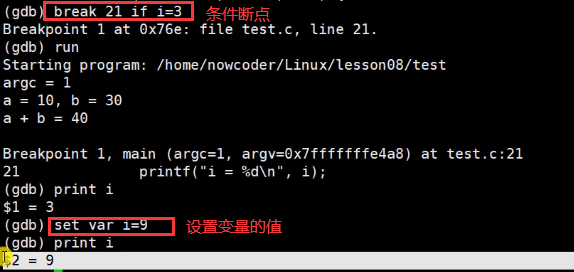 (gdb) break 21 if i=3 条件断点
Breakpoint 1 at 0x76e: file test.c, line 21.
(gdb) run
Starting program: /home/nowcoder/Linux/lesson08/test
argc = 1
a = 10, b = 30
a + b = 40
Breakpoint 1, main (argc=1, argv=0x7fffffffe4a8) at test.c:21
21 printf("i = %d\n", i);
(gdb) print i
$1 = 3
(gdb) set var i=9 设置变量的值
(gdb) print i
$2 = 9